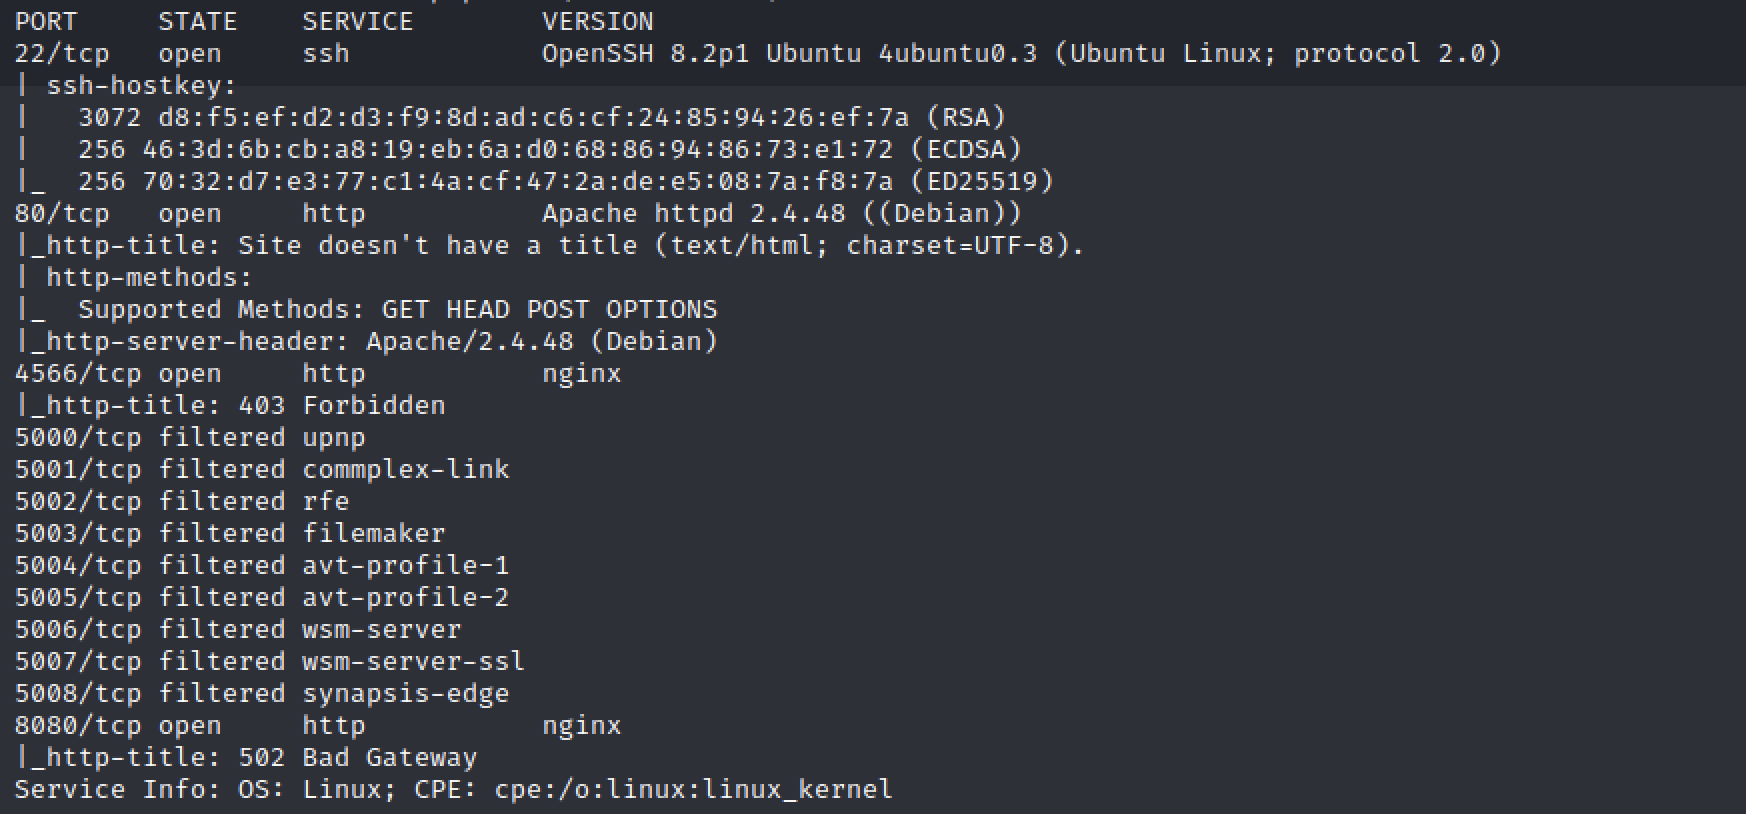 PORT     STATE    SERVICE        VERSION
22/tcp   open     ssh            OpenSSH 8.2p1 Ubuntu 4ubuntu0.3 (Ubuntu Linux; protocol 2.0)
| ssh-hostkey:
|   3072 d8:f5:ef:d2:d3:f9:8d:ad:c6:cf:24:85:94:26:ef:7a (RSA)
|   256 46:3d:6b:cb:a8:19:eb:6a:d0:68:86:94:86:73:e1:72 (ECDSA)
|_  256 70:32:d7:e3:77:c1:4a:cf:47:2a:de:e5:08:7a:f8:7a (ED25519)
80/tcp   open     http           Apache httpd 2.4.48 ((Debian))
|_http-title: Site doesn't have a title (text/html; charset=UTF-8).
| http-methods:
|_  Supported Methods: GET HEAD POST OPTIONS
|_http-server-header: Apache/2.4.48 (Debian)
4566/tcp open     http           nginx
|_http-title: 403 Forbidden
5000/tcp filtered upnp
5001/tcp filtered commplex-link
5002/tcp filtered rfe
5003/tcp filtered filemaker
5004/tcp filtered avt-profile-1
5005/tcp filtered avt-profile-2
5006/tcp filtered wsm-server
5007/tcp filtered wsm-server-ssl
5008/tcp filtered synapsis-edge
8080/tcp open     http           nginx
|_http-title: 502 Bad Gateway
Service Info: OS: Linux; CPE: cpe:/o:linux:linux_kernel